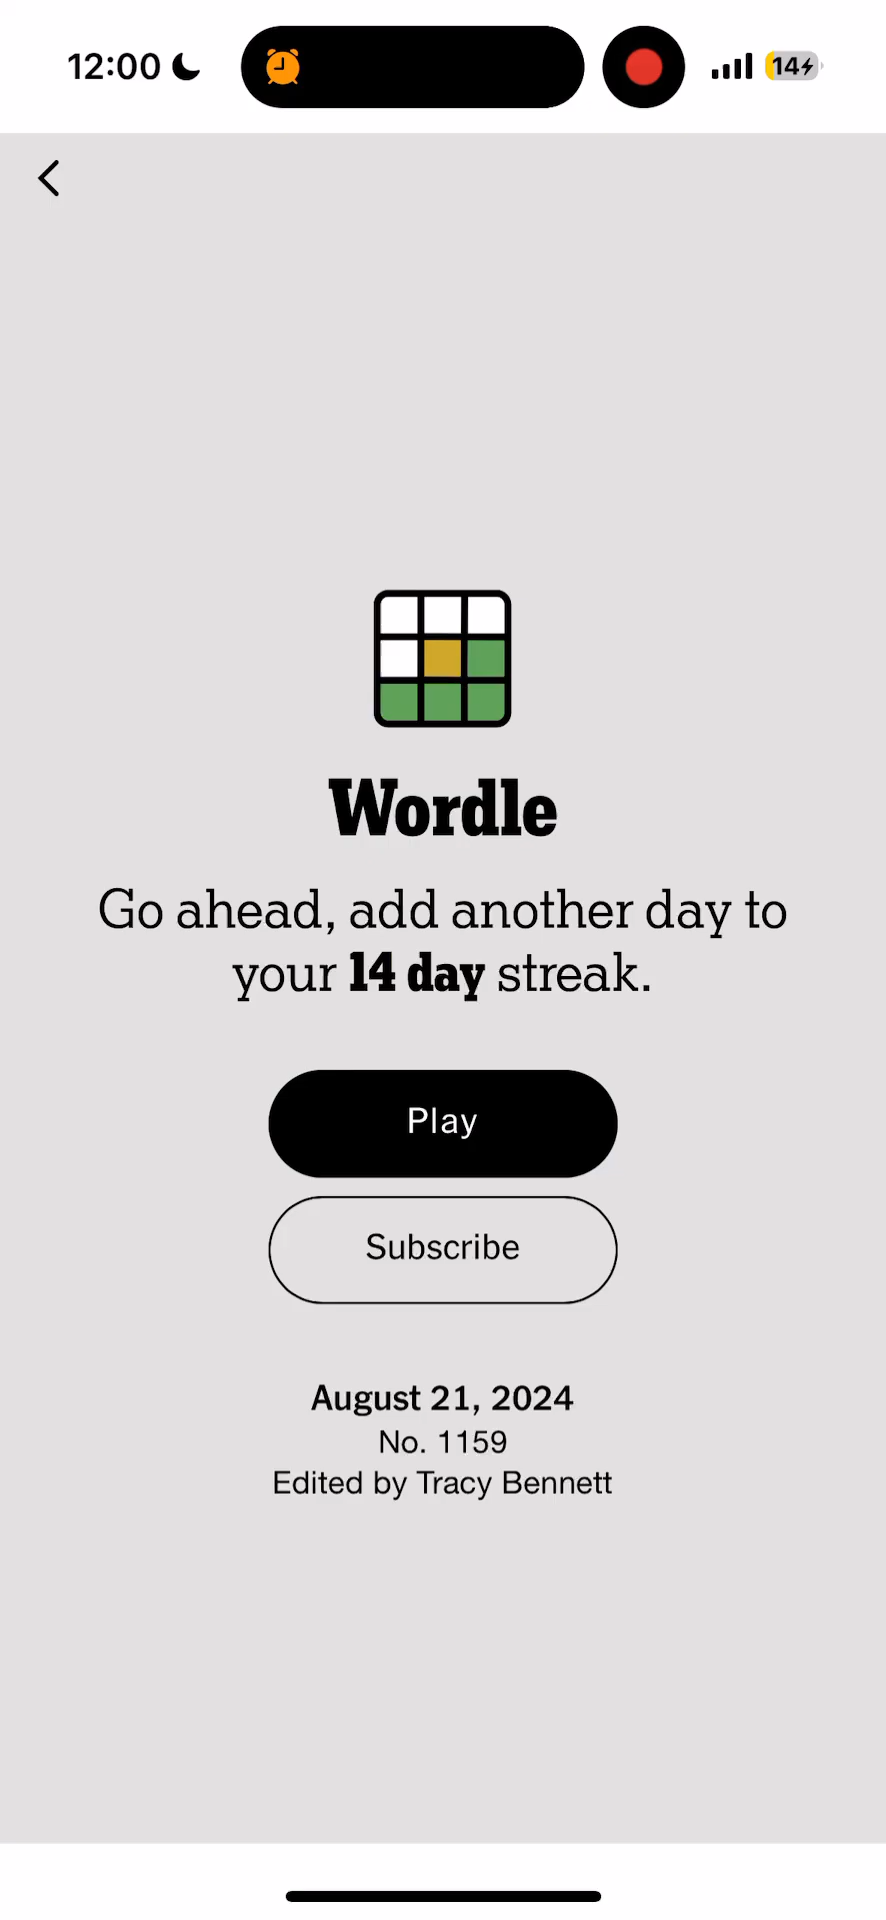 12:00
14
Wordle
Go ahead, add another day to
your 14 day streak.
Play
Subscribe
August 21, 2024
No. 1159
Edited by Tracy Bennett